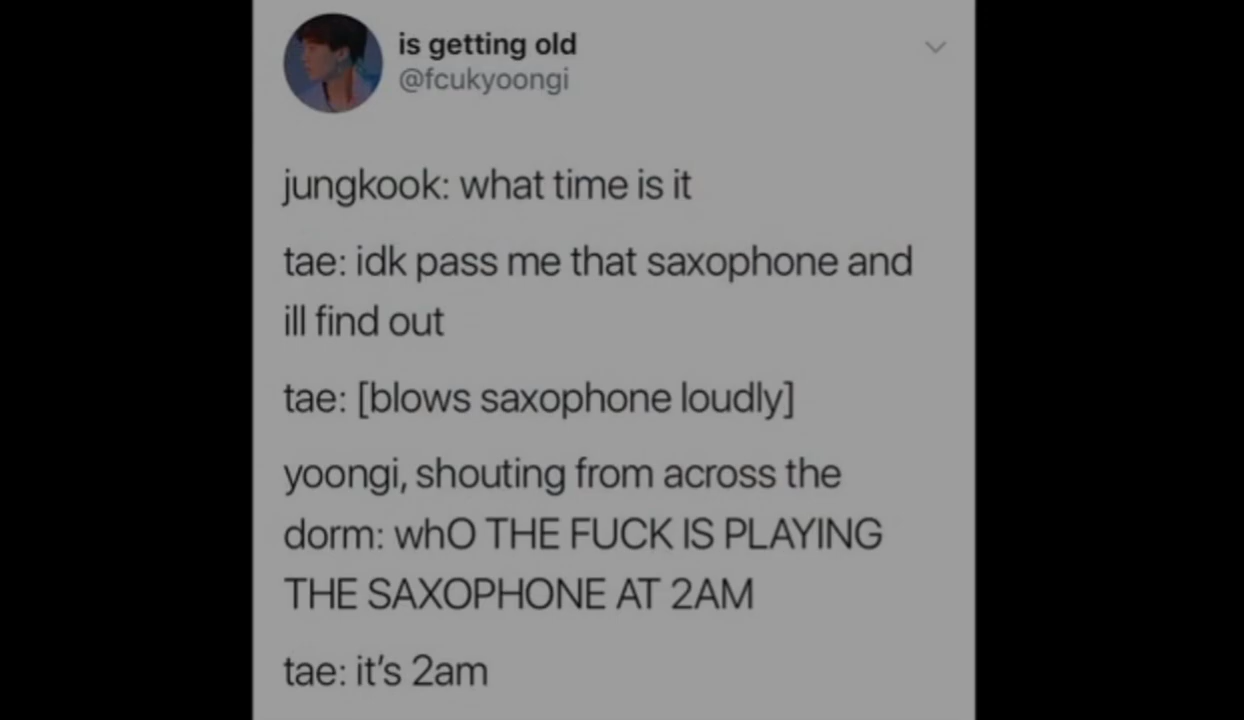 is getting old
@fcukyoongi
jungkook: what time is it
tae: idk pass me that saxophone and
ill find out
tae: [blows saxophone loudly]
yoongi, shouting from across the
dorm: whO THE FUCK IS PLAYING
THE SAXOPHONE AT 2AM
tae: it's 2am